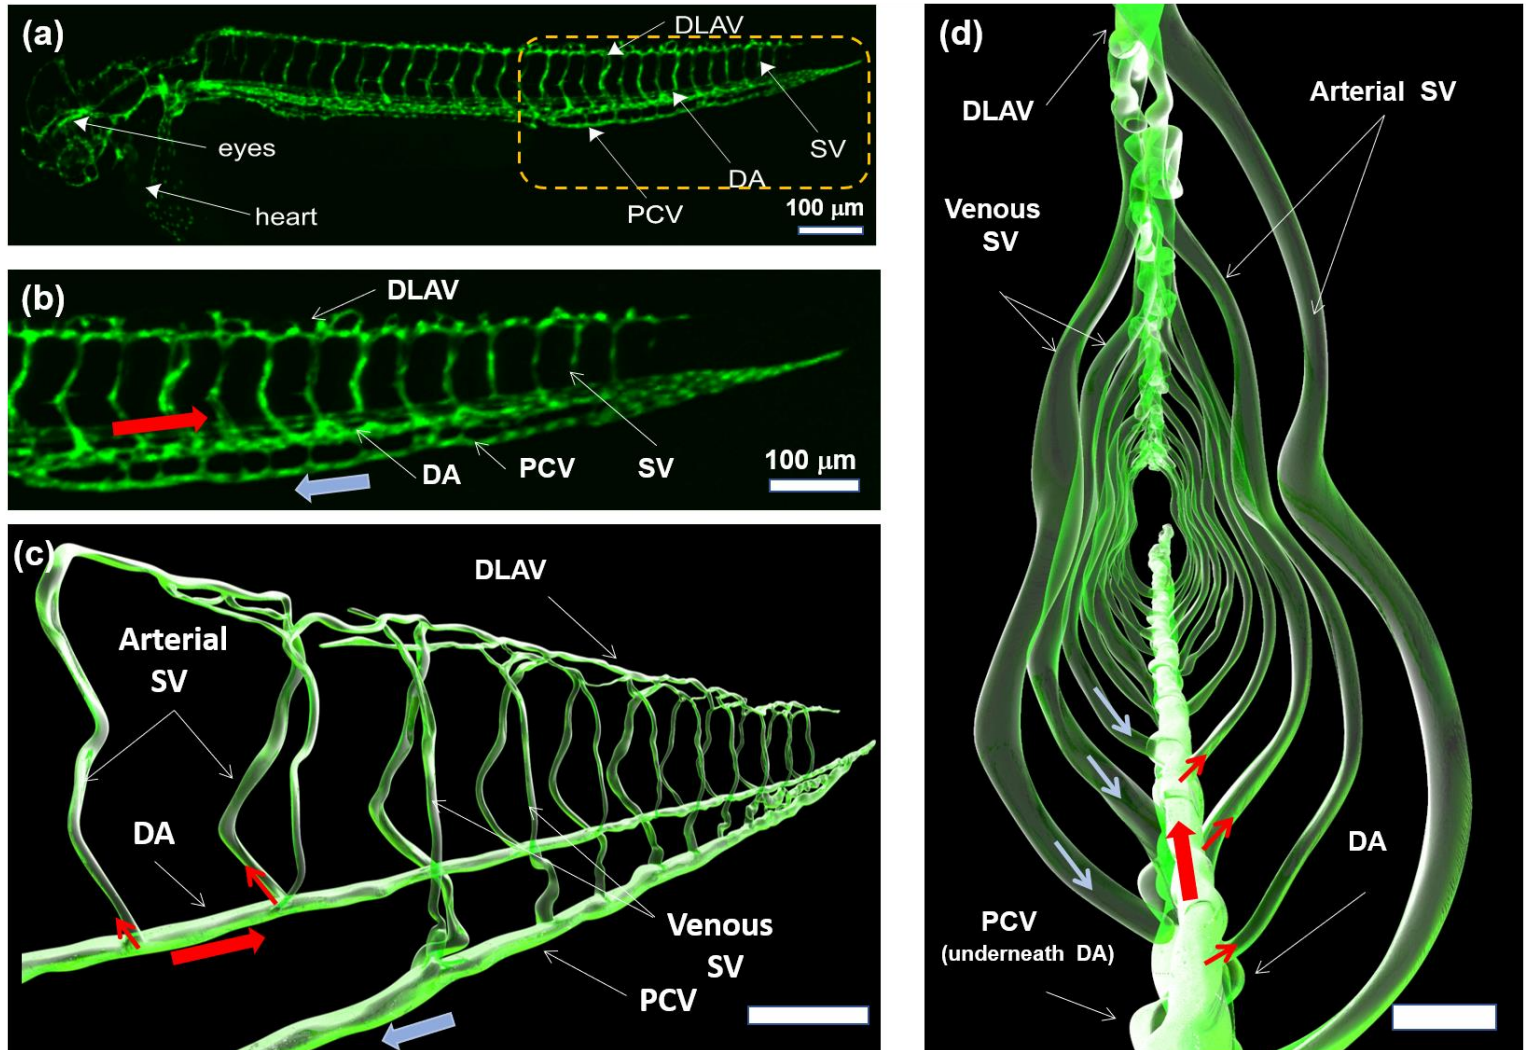 (a)
DLAV
eyes
heart
SV
DA
PCV
100 μm
(b)
DLAV
DA
PCV
SV
100 μm
(c)
DLAV
Arterial
SV
DA
Venous
SV
PCV
(d)
DLAV
Arterial SV
Venous
SV
DA
PCV
(underneath DA)